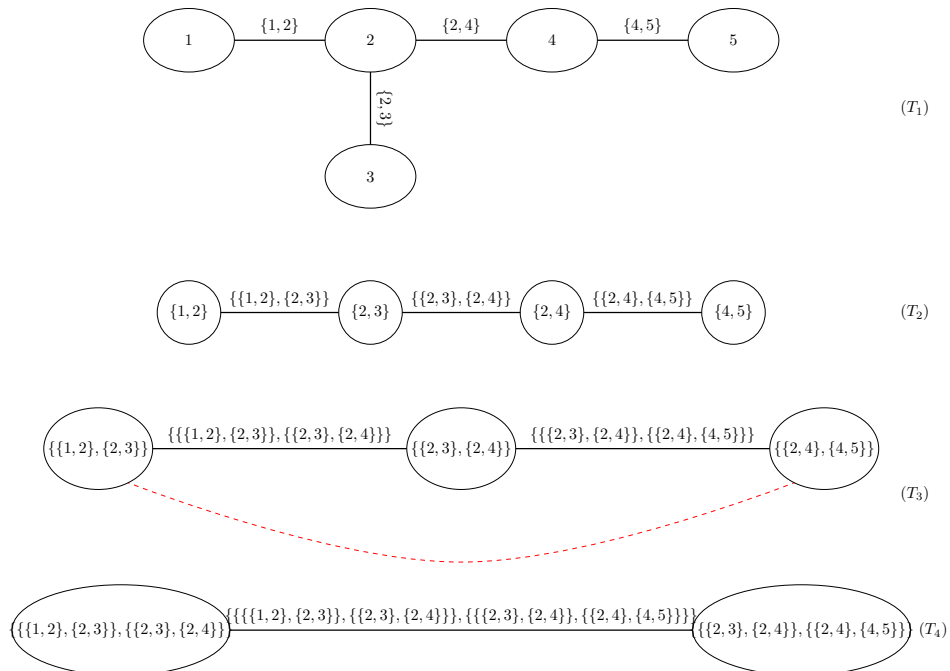 {1, 2} {2, 4} {4, 5}
1 2 4 5
{2, 3}
(T₁)
3
{{1, 2}, {2, 3}} {{2, 3}, {2, 4}} {{2, 4}, {4, 5}}
{1, 2} {2, 3} {2, 4} {4, 5} (T₂)
{{{1, 2}, {2, 3}}, {{2, 3}, {2, 4}}} {{{2, 3}, {2, 4}}, {{2, 4}, {4, 5}}}
{{1, 2}, {2, 3}} {{2, 3}, {2, 4}} {{2, 4}, {4, 5}}
(T₃)
{{{{1, 2}, {2, 3}}, {{2, 3}, {2, 4}}}, {{{2, 3}, {2, 4}}, {{2, 4}, {4, 5}}}}
{{{1, 2}, {2, 3}}, {{2, 3}, {2, 4}}} {{{2, 3}, {2, 4}}, {{2, 4}, {4, 5}}} (T₄)